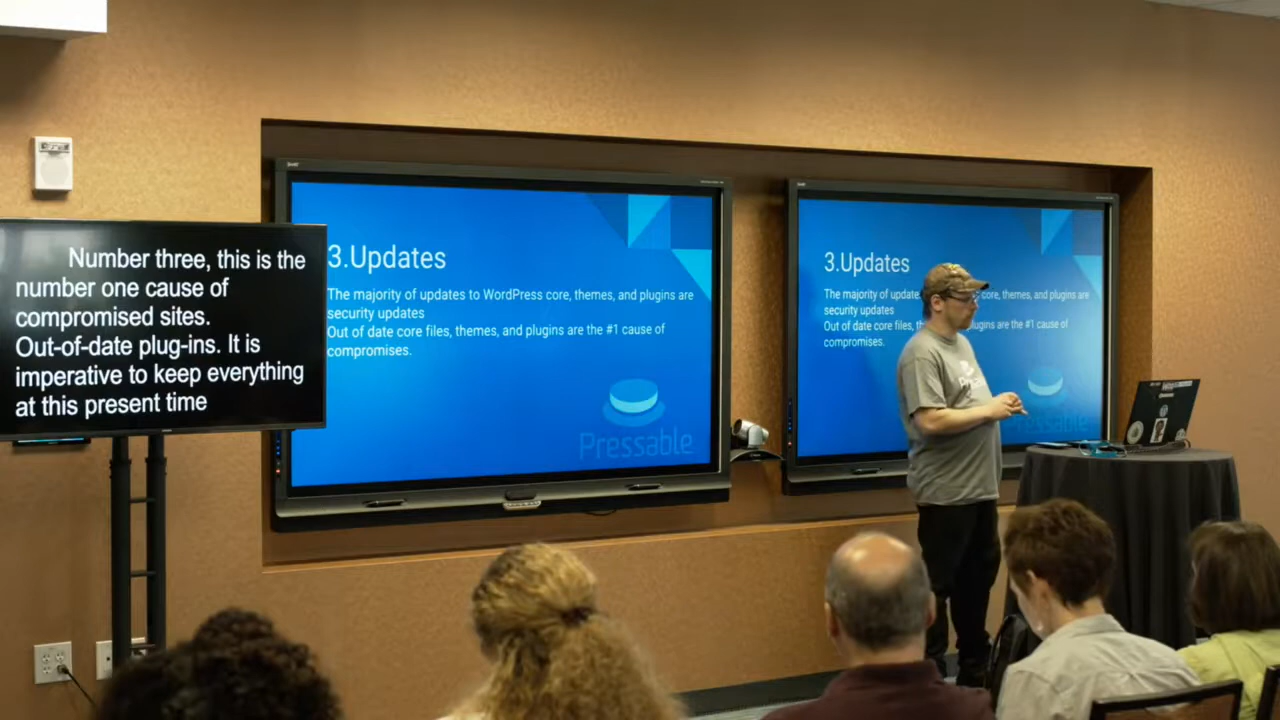 Number three, this is the
number one cause of
compromised sites.
Out-of-date plug-ins. It is
imperative to keep everything
at this present time
3.Updates
The majority of updates to WordPress core, themes, and plugins are
security updates
Out of date core files, themes, and plugins are the #1 cause of
compromises.
Pressable
3.Updates
The majority of update
core, themes, and plugins are
security updates
Out of date core files, th
plugins are the #1 cause of
compromises.
Pressable